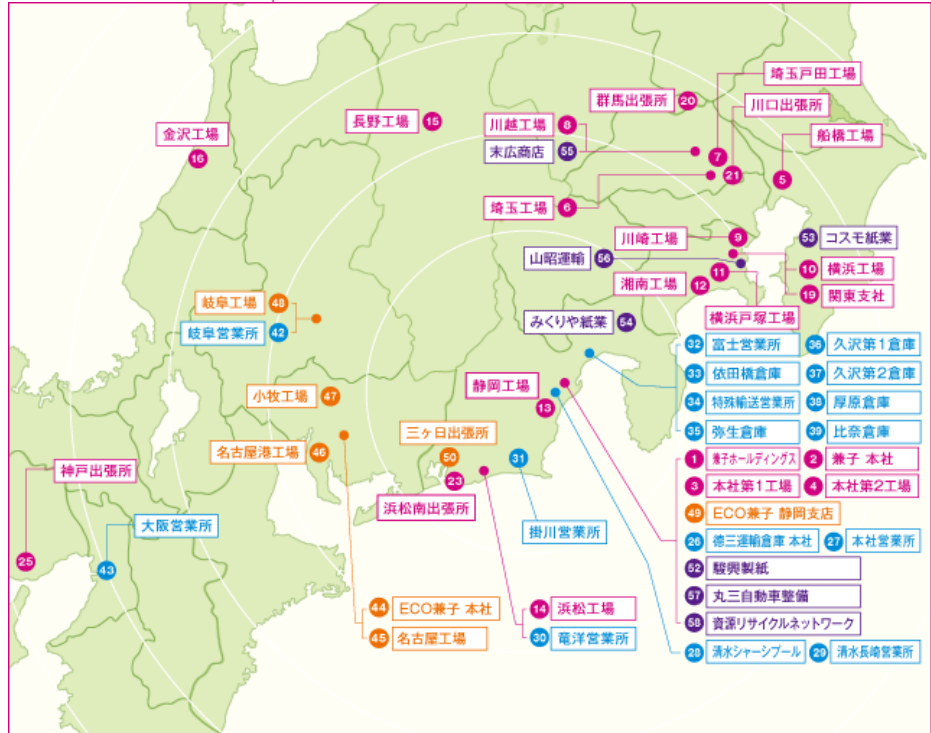 埼玉戸田工場
7
群馬出張所 20
川口出張所
21
長野工場 15
川越工場 8
末広商店 55
船橋工場
5
金沢工場
16
埼玉工場 6
川崎工場 9
53 コスモ紙業
山昭運輸 56
10 横浜工場
11
湘南工場 12
19 関東支社
横浜戸塚工場
岐阜工場 48
岐阜営業所 42
みくりや紙業 54
32 富士営業所 36 久沢第1倉庫
33 依田橋倉庫 37 久沢第2倉庫
34 特殊輸送営業所 38 厚原倉庫
35 弥生倉庫 39 比奈倉庫
小牧工場 47
静岡工場
13
三ヶ日出張所
50
名古屋港工場 46
23
浜松南出張所
31
掛川営業所
神戸出張所
25
大阪営業所
43
1 兼子ホールディングス 2 兼子 本社
3 本社第1工場 4 本社第2工場
49 ECO兼子 静岡支店
26 徳三運輸倉庫 本社 27 本社営業所
52 駿興製紙
57 丸三自動車整備
58 資源リサイクルネットワーク
28 清水シャーシプール 29 清水長崎営業所
44 ECO兼子 本社
45 名古屋工場
14 浜松工場
30 竜洋営業所